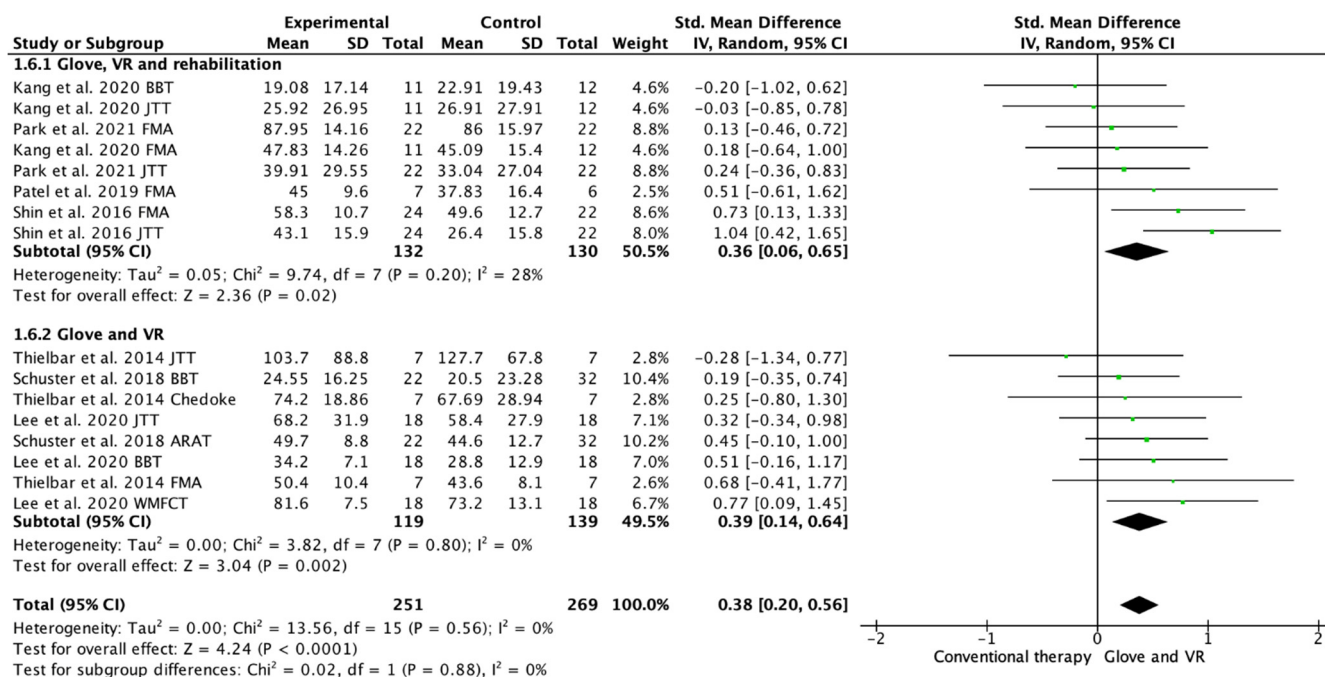 Experimental Control Std. Mean Difference Std. Mean Difference
Study or Subgroup Mean SD Total Mean SD Total Weight IV, Random, 95% CI IV, Random, 95% CI
1.6.1 Glove, VR and rehabilitation
Kang et al. 2020 BBT 19.08 17.14 11 22.91 19.43 12 4.6% −0.20 [−1.02, 0.62]
Kang et al. 2020 JTT 25.92 26.95 11 26.91 27.91 12 4.6% −0.03 [−0.85, 0.78]
Park et al. 2021 FMA 87.95 14.16 22 86 15.97 22 8.8% 0.13 [−0.46, 0.72]
Kang et al. 2020 FMA 47.83 14.26 11 45.09 15.4 12 4.6% 0.18 [−0.64, 1.00]
Park et al. 2021 JTT 39.91 29.55 22 33.04 27.04 22 8.8% 0.24 [−0.36, 0.83]
Patel et al. 2019 FMA 45 9.6 7 37.83 16.4 6 2.5% 0.51 [−0.61, 1.62]
Shin et al. 2016 FMA 58.3 10.7 24 49.6 12.7 22 8.6% 0.73 [0.13, 1.33]
Shin et al. 2016 JTT 43.1 15.9 24 26.4 15.8 22 8.0% 1.04 [0.42, 1.65]
Subtotal (95% CI) 132 130 50.5% 0.36 [0.06, 0.65]
Heterogeneity: Tau² = 0.05; Chi² = 9.74, df = 7 (P = 0.20); I² = 28%
Test for overall effect: Z = 2.36 (P = 0.02)
1.6.2 Glove and VR
Thielbar et al. 2014 JTT 103.7 88.8 7 127.7 67.8 7 2.8% −0.28 [−1.34, 0.77]
Schuster et al. 2018 BBT 24.55 16.25 22 20.5 23.28 32 10.4% 0.19 [−0.35, 0.74]
Thielbar et al. 2014 Chedoke 74.2 18.86 7 67.69 28.94 7 2.8% 0.25 [−0.80, 1.30]
Lee et al. 2020 JTT 68.2 31.9 18 58.4 27.9 18 7.1% 0.32 [−0.34, 0.98]
Schuster et al. 2018 ARAT 49.7 8.8 22 44.6 12.7 32 10.2% 0.45 [−0.10, 1.00]
Lee et al. 2020 BBT 34.2 7.1 18 28.8 12.9 18 7.0% 0.51 [−0.16, 1.17]
Thielbar et al. 2014 FMA 50.4 10.4 7 43.6 8.1 7 2.6% 0.68 [−0.41, 1.77]
Lee et al. 2020 WMFCT 81.6 7.5 18 73.2 13.1 18 6.7% 0.77 [0.09, 1.45]
Subtotal (95% CI) 119 139 49.5% 0.39 [0.14, 0.64]
Heterogeneity: Tau² = 0.00; Chi² = 3.82, df = 7 (P = 0.80); I² = 0%
Test for overall effect: Z = 3.04 (P = 0.002)
Total (95% CI) 251 269 100.0% 0.38 [0.20, 0.56]
Heterogeneity: Tau² = 0.00; Chi² = 13.56, df = 15 (P = 0.56); I² = 0%
Test for overall effect: Z = 4.24 (P < 0.0001)
Test for subgroup differences: Chi² = 0.02, df = 1 (P = 0.88), I² = 0%
−2 −1 0 1 2
Conventional therapy Glove and VR